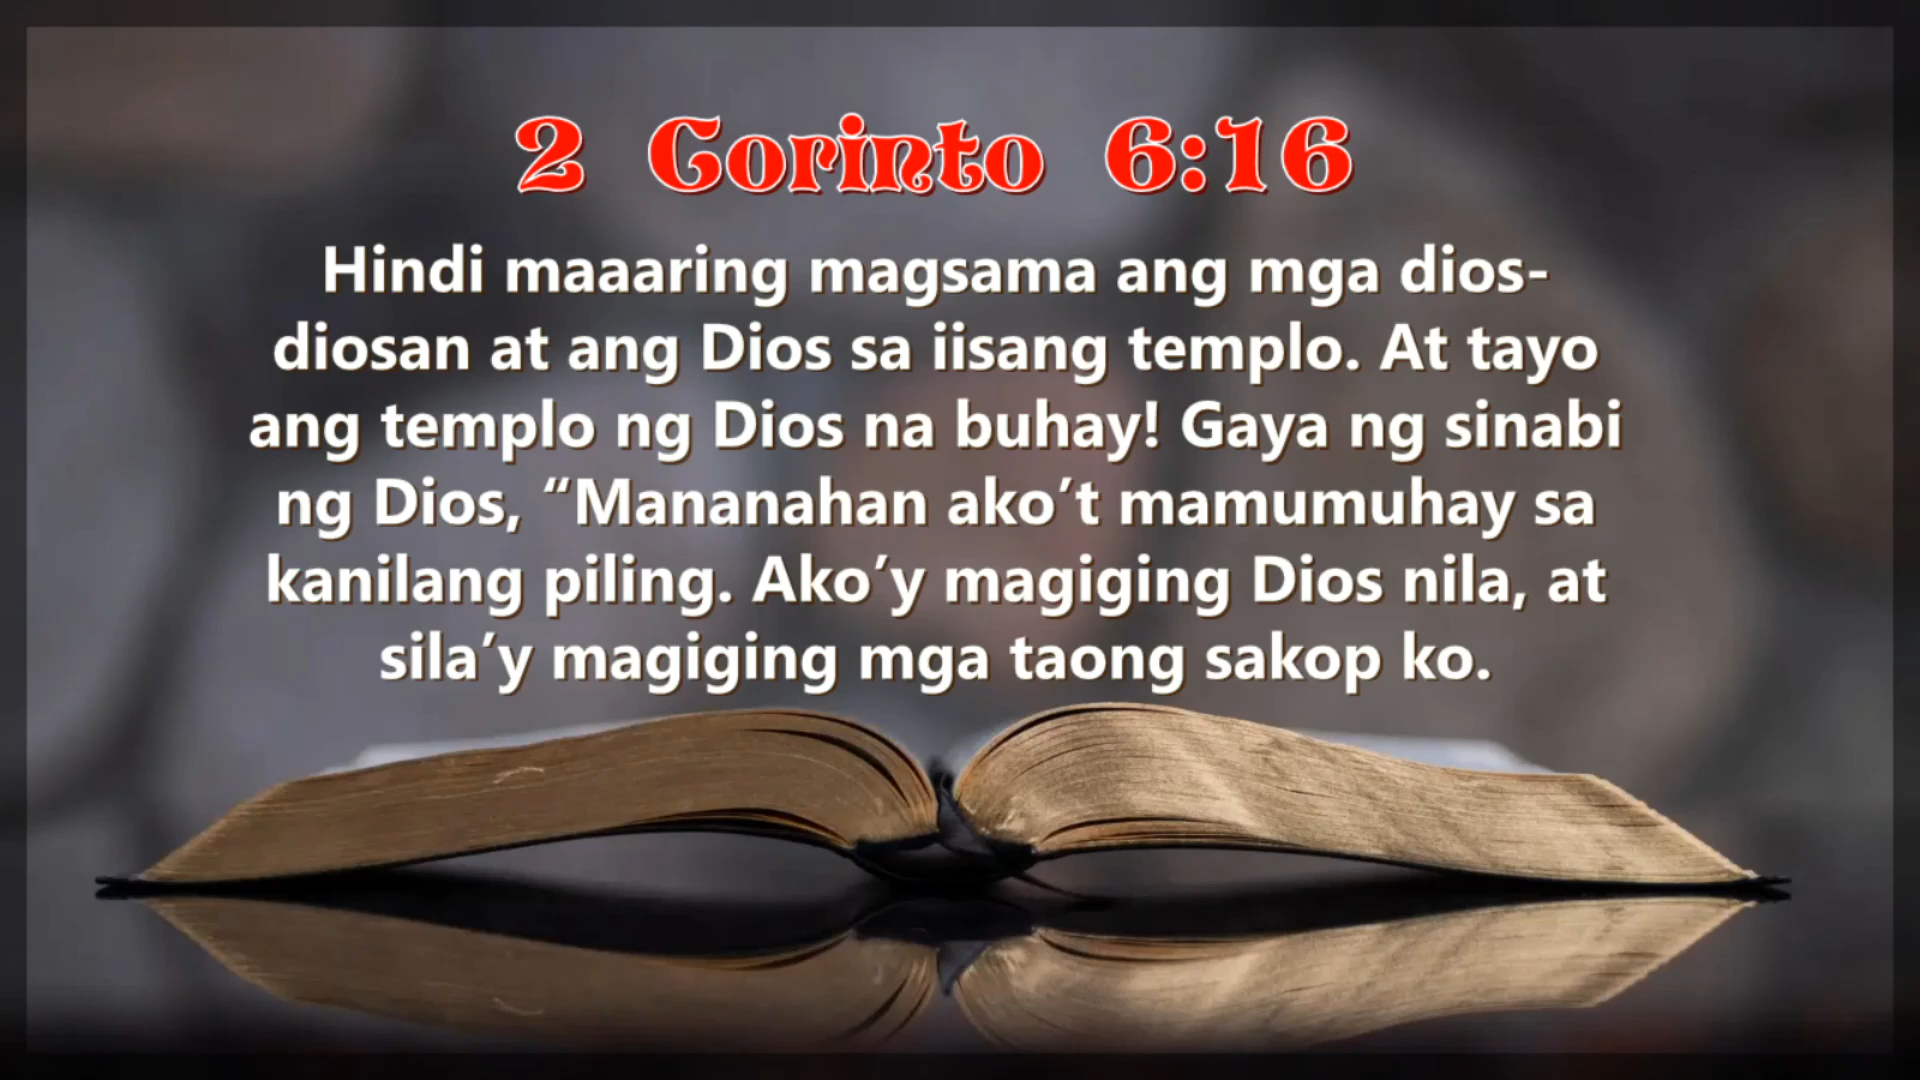 2 Corinto 6:16
Hindi maaaring magsama ang mga dios-
diosan at ang Dios sa iisang templo. At tayo
ang templo ng Dios na buhay! Gaya ng sinabi
ng Dios, “Mananahan ako’t mamumuhay sa
kanilang piling. Ako’y magiging Dios nila, at
sila’y magiging mga taong sakop ko.